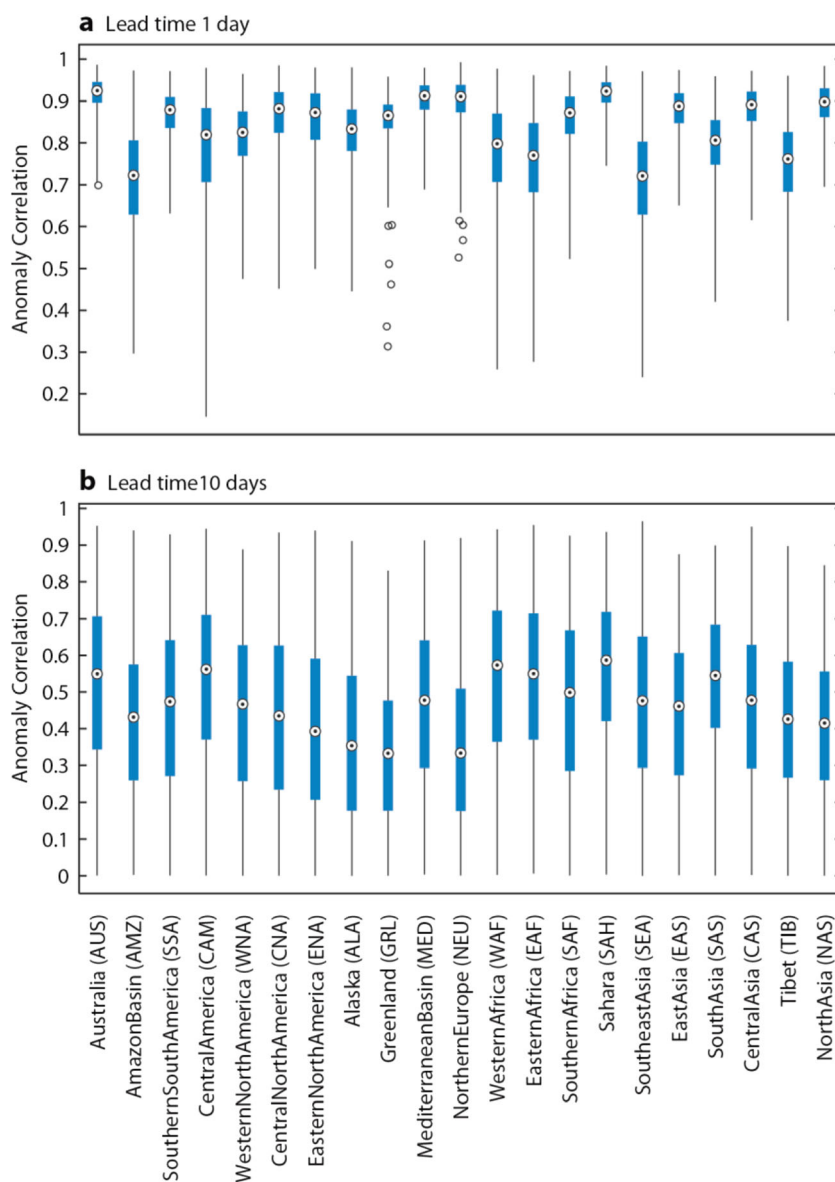 a Lead time 1 day
Anomaly Correlation
1
0.9
0.8
0.7
0.6
0.5
0.4
0.3
0.2
b Lead time10 days
Anomaly Correlation
1
0.9
0.8
0.7
0.6
0.5
0.4
0.3
0.2
0.1
0
Australia (AUS)
AmazonBasin (AMZ)
SouthernSouthAmerica (SSA)
CentralAmerica (CAM)
WesternNorthAmerica (WNA)
CentralNorthAmerica (CNA)
EasternNorthAmerica (ENA)
Alaska (ALA)
Greenland (GRL)
MediterraneanBasin (MED)
NorthernEurope (NEU)
WesternAfrica (WAF)
EasternAfrica (EAF)
SouthernAfrica (SAF)
Sahara (SAH)
SoutheastAsia (SEA)
EastAsia (EAS)
SouthAsia (SAS)
CentralAsia (CAS)
Tibet (TIB)
NorthAsia (NAS)